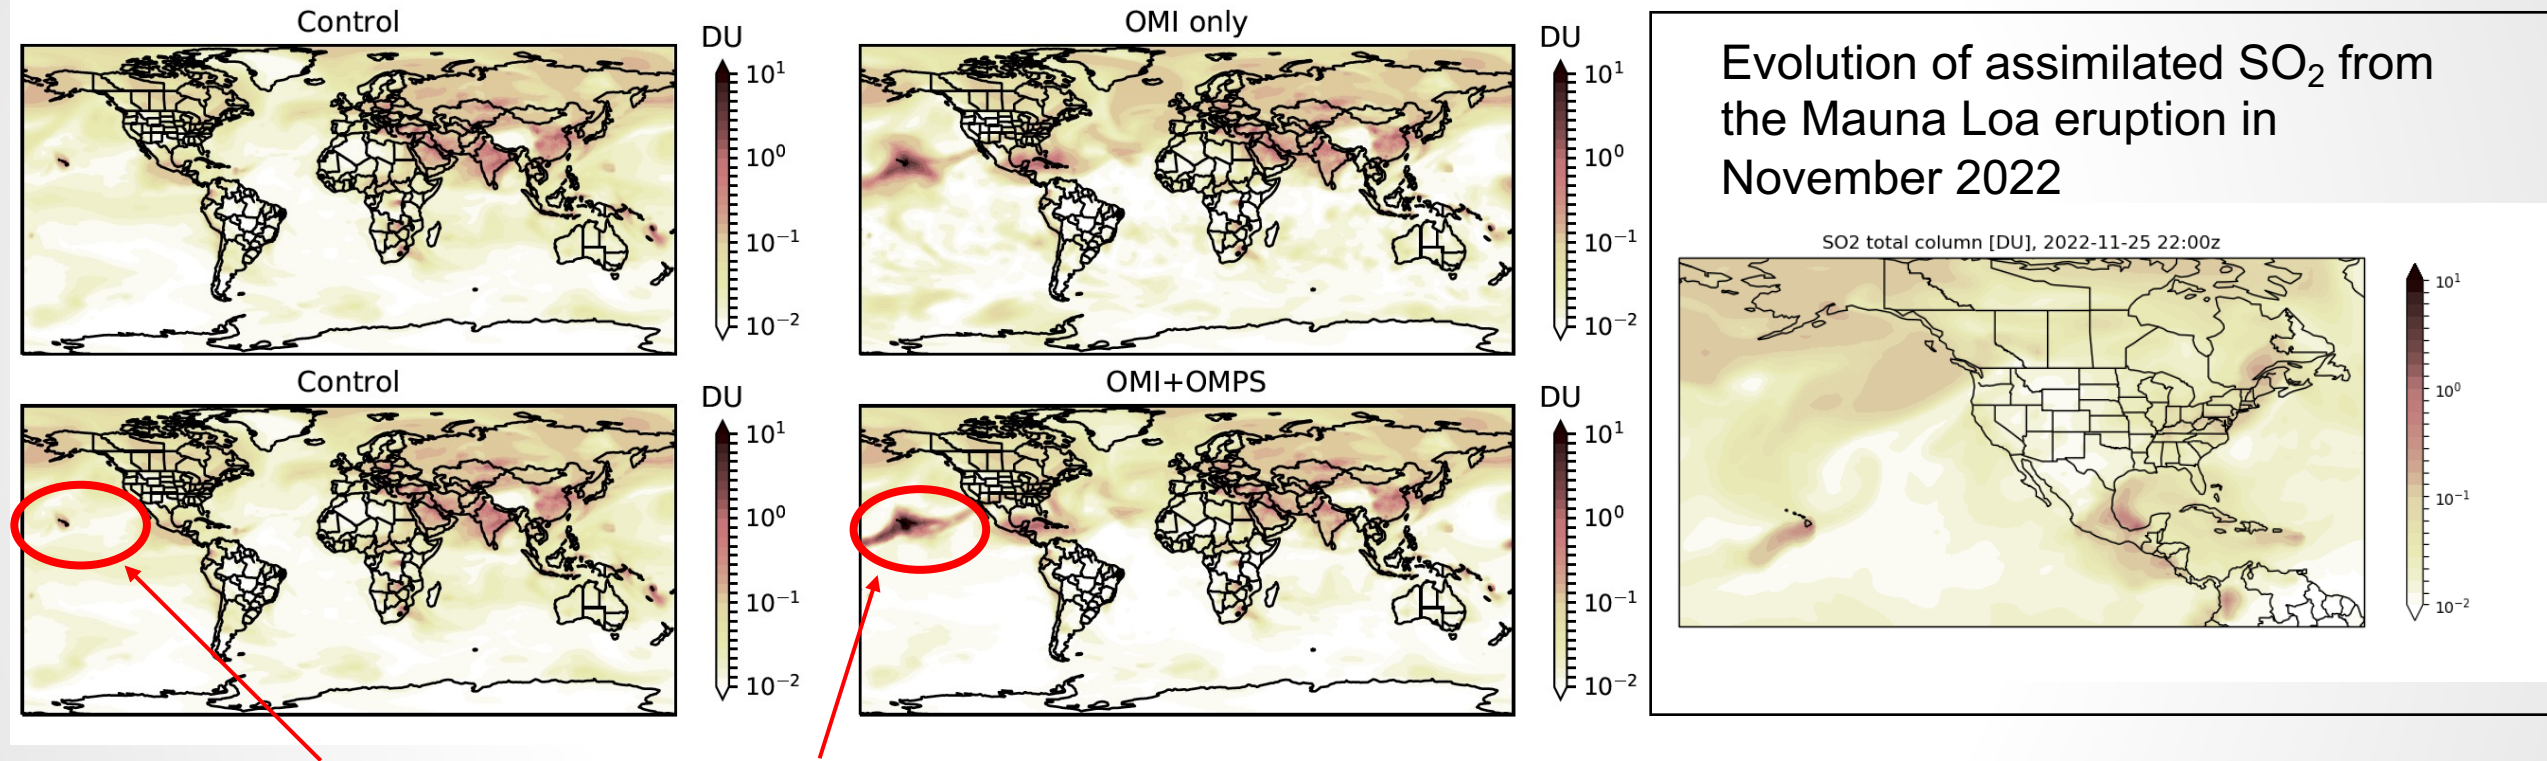 Control
DU
10¹
10⁰
10⁻¹
10⁻²
OMI only
DU
10¹
10⁰
10⁻¹
10⁻²
Control
DU
10¹
10⁰
10⁻¹
10⁻²
OMI+OMPS
DU
10¹
10⁰
10⁻¹
10⁻²
Evolution of assimilated SO₂ from
the Mauna Loa eruption in
November 2022
SO2 total column [DU], 2022-11-25 22:00z
10¹
10⁰
10⁻¹
10⁻²